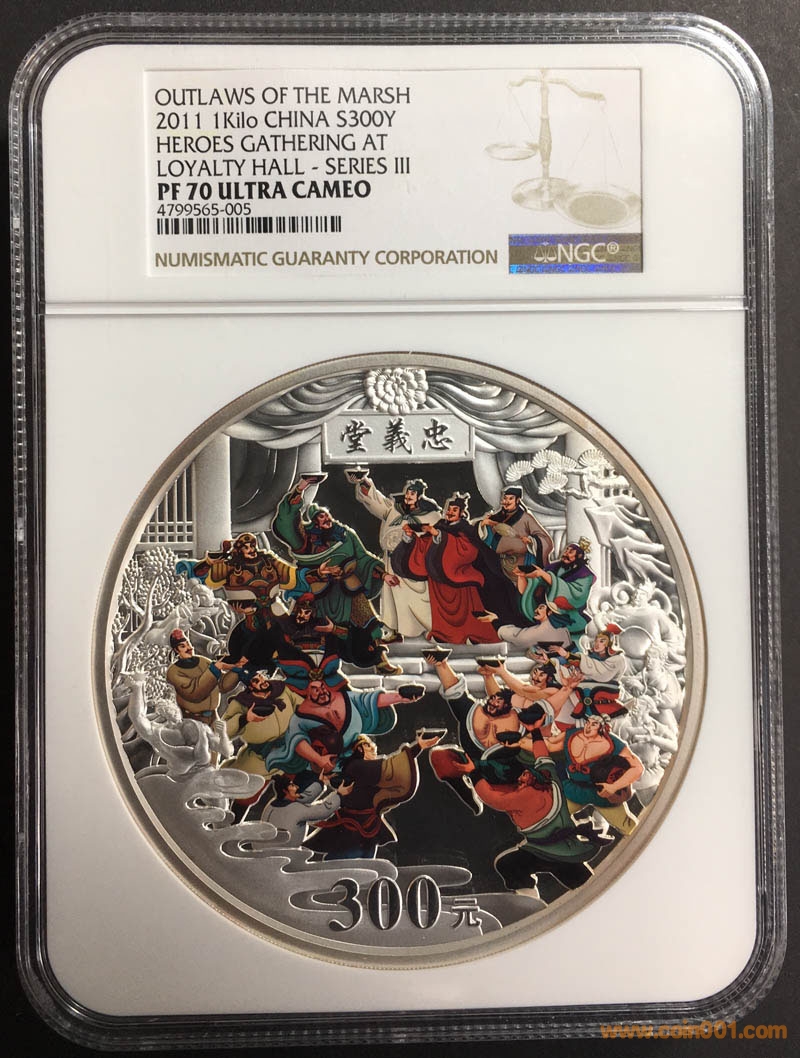 OUTLAWS OF THE MARSH
2011 1Kilo CHINA S300Y
HEROES GATHERING AT
LOYALTY HALL - SERIES III
PF 70 ULTRA CAMEO
4799565-005
NUMISMATIC GUARANTY CORPORATION
NGC®
堂義忠
300元
www.coin001.com